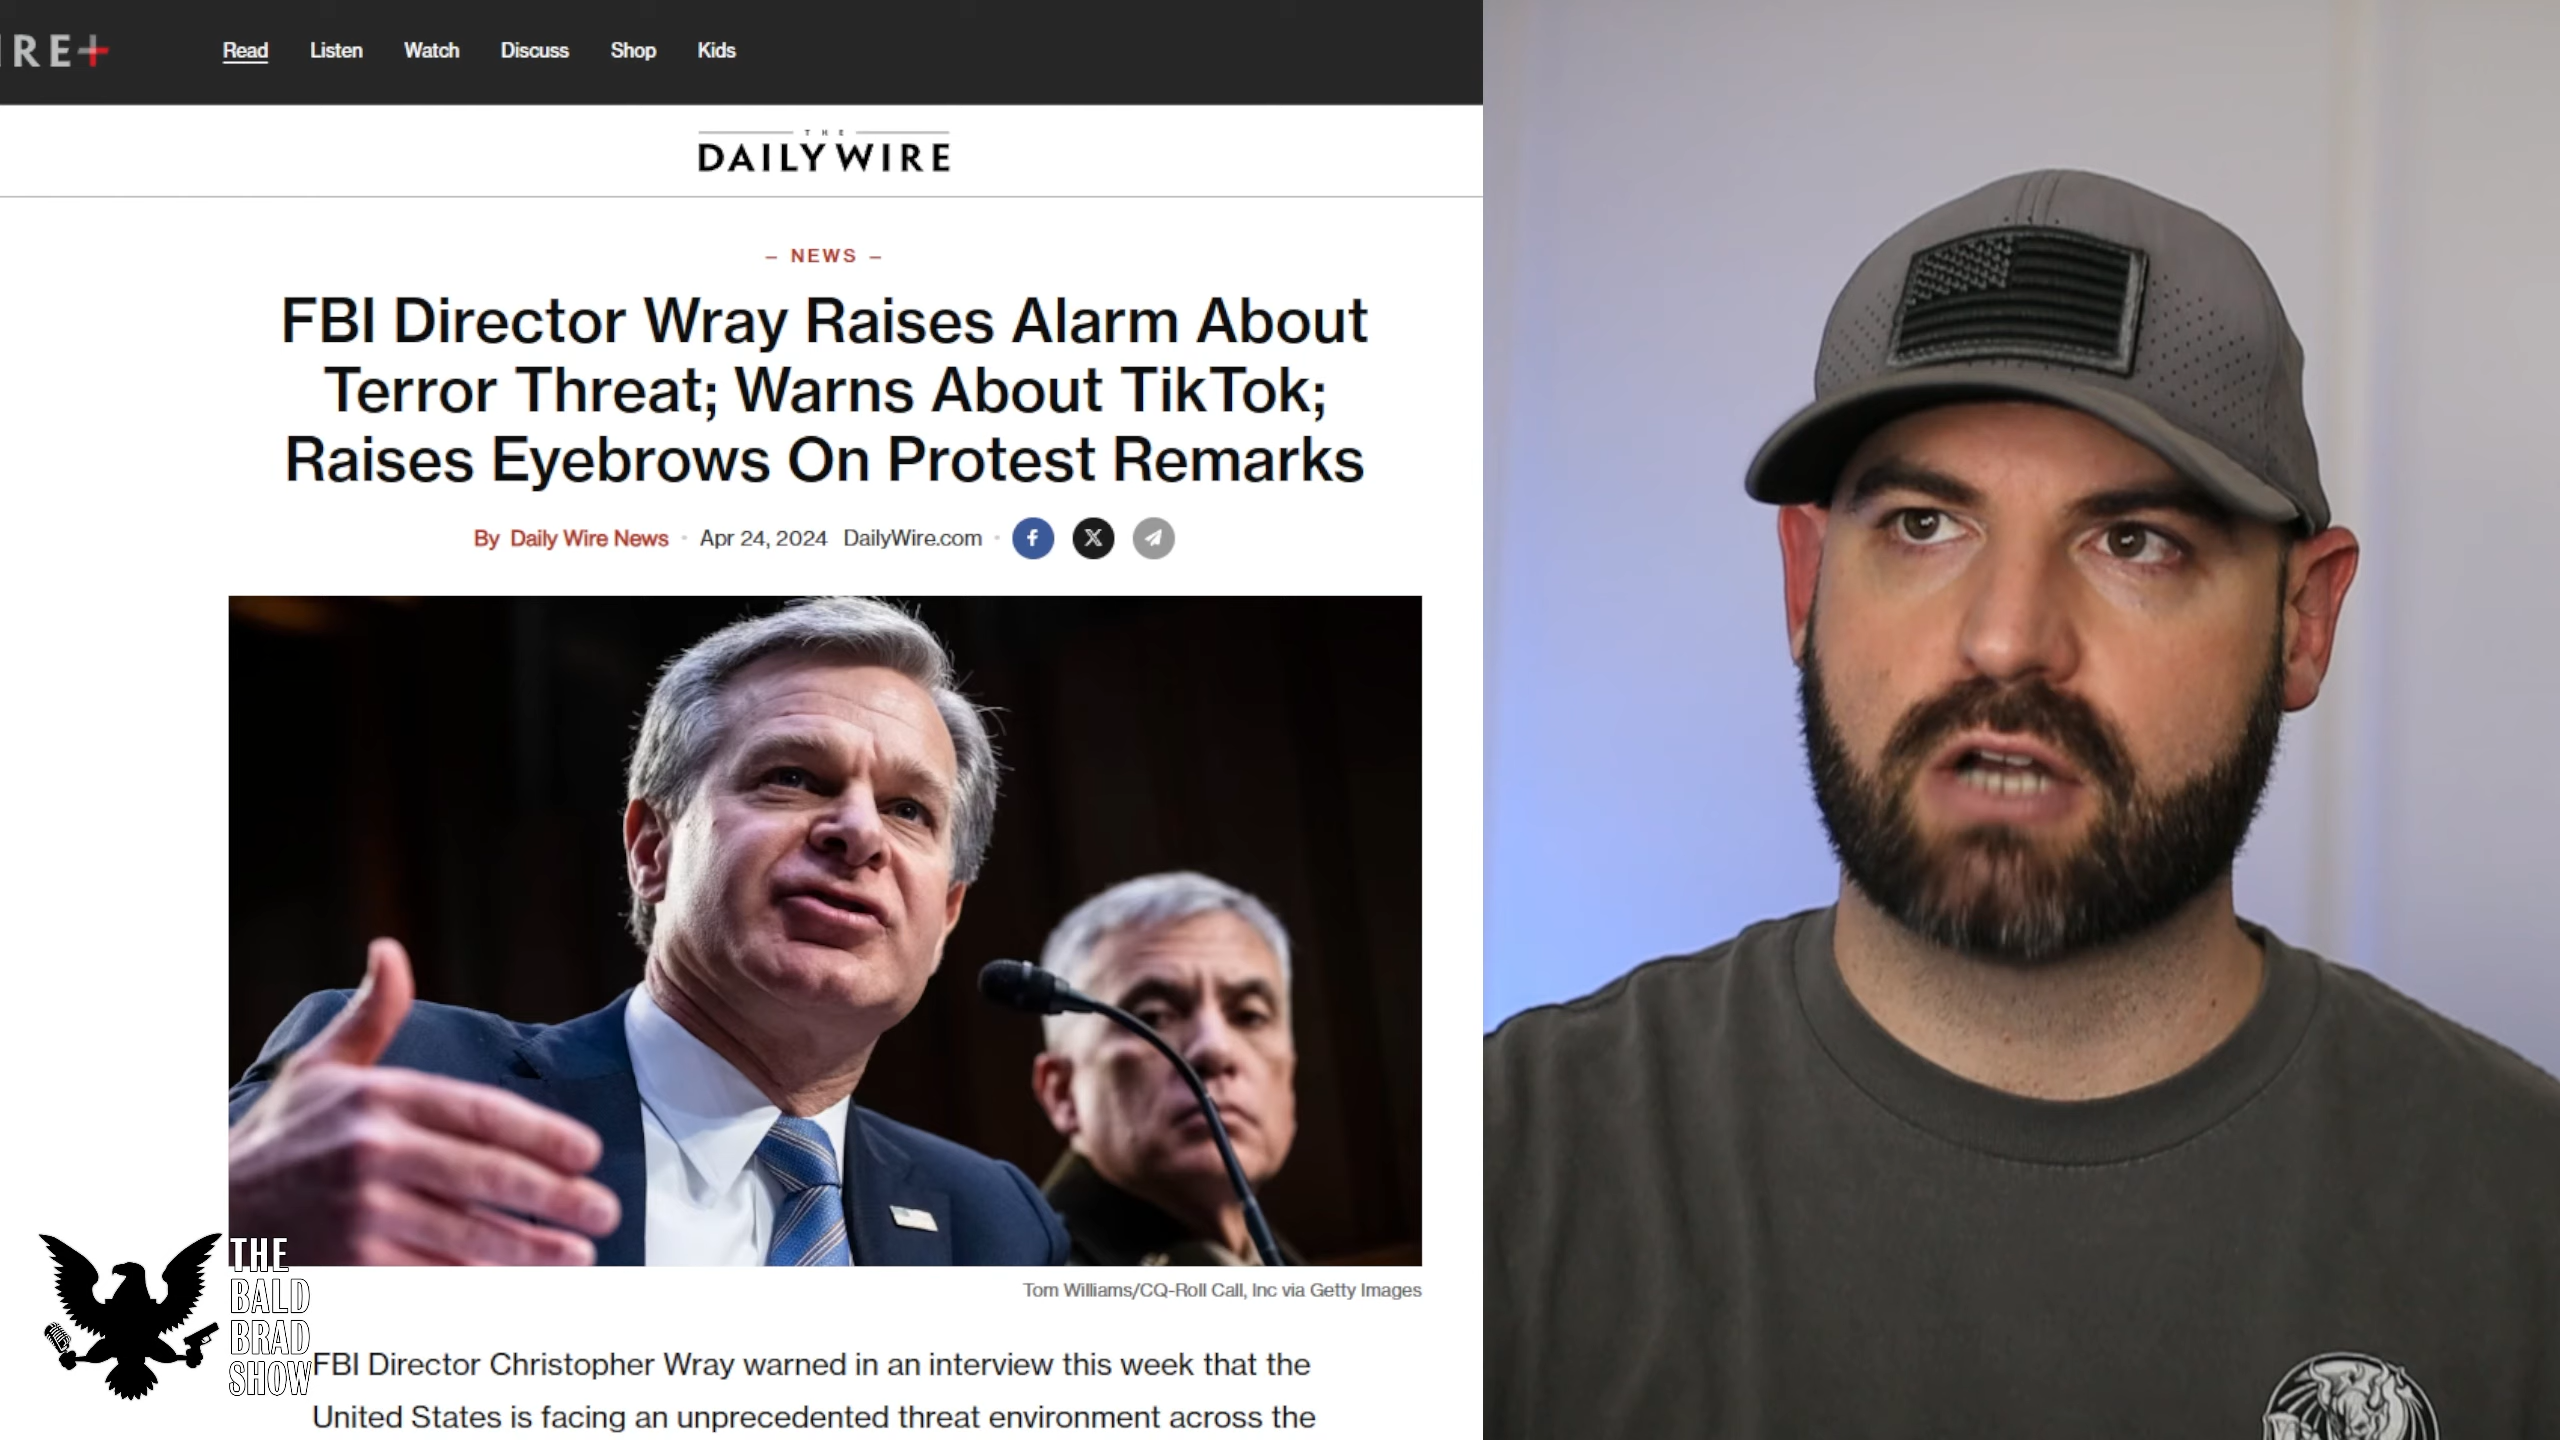 IRE+
Read Listen Watch Discuss Shop Kids
THE
DAILY WIRE
– NEWS –
FBI Director Wray Raises Alarm About
Terror Threat; Warns About TikTok;
Raises Eyebrows On Protest Remarks
By Daily Wire News • Apr 24, 2024 DailyWire.com •
Tom Williams/CQ-Roll Call, Inc via Getty Images
THE
BALD
BRAD
SHOW
FBI Director Christopher Wray warned in an interview this week that the
United States is facing an unprecedented threat environment across the